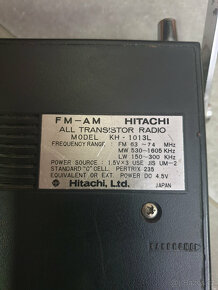 FM-AM HITACHI
ALL TRANSISTOR RADIO
MODEL KH-1013L
FREQUENCY RANGE FM 63 - 74 MHz
MW 530-1605 KHz
LW 150-300 KHz
POWER SOURCE : 1.5V×3 USE JIS UM-2
STANDARD "C" CELL. PERTRIX 235
EQUIVALENT OR EXT. POWER DC 4.5V
Hitachi, Ltd. JAPAN